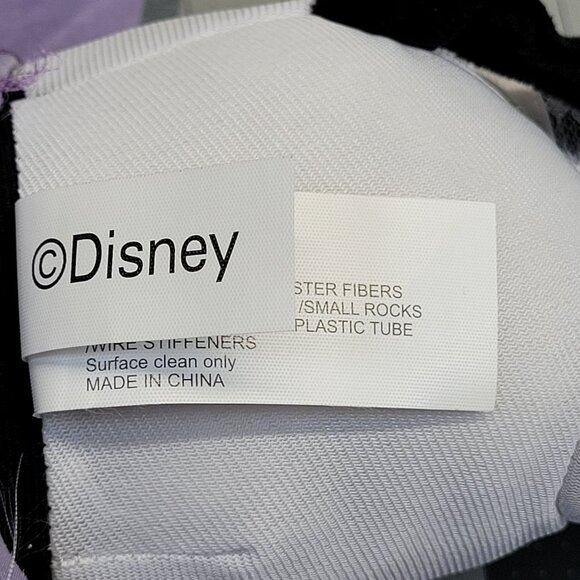 ©Disney
STER FIBERS
/SMALL ROCKS
PLASTIC TUBE
/WIRE STIFFENERS
Surface clean only
MADE IN CHINA